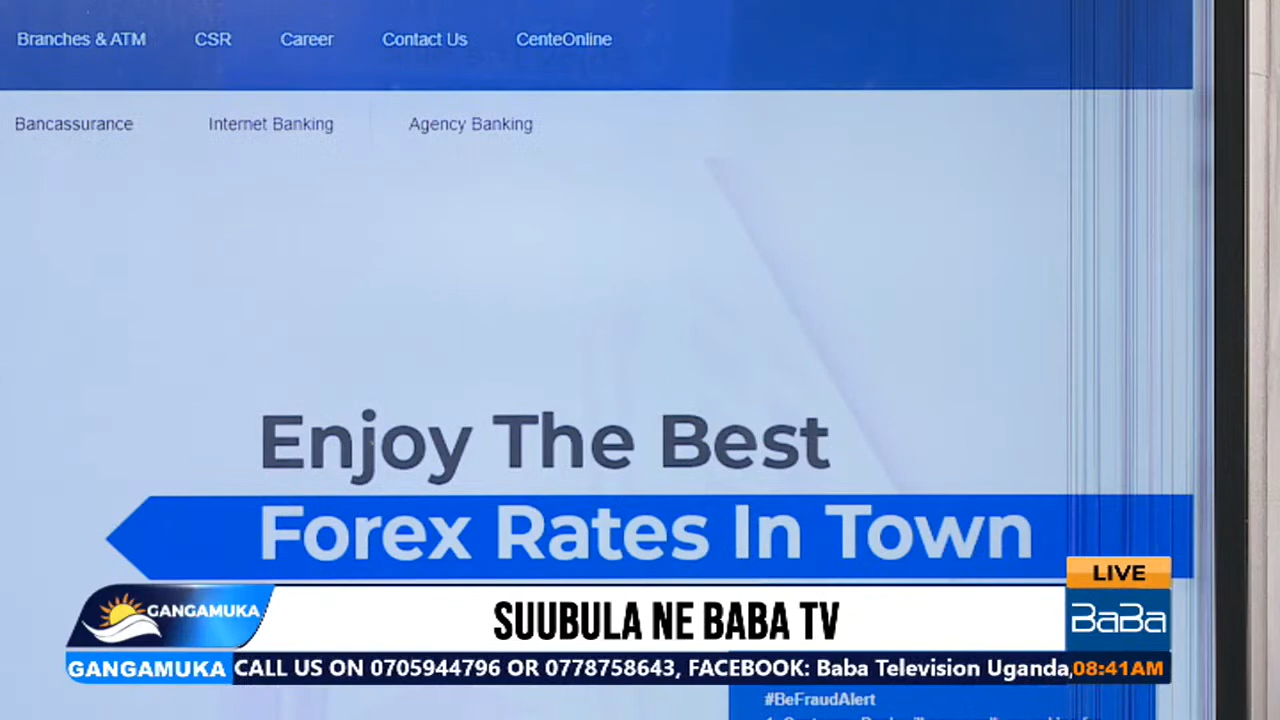 Branches & ATM CSR Career Contact Us CenteOnline
Bancassurance Internet Banking Agency Banking
Enjoy The Best
Forex Rates In Town
LIVE
GANGAMUKA
SUUBULA NE BABA TV
BaBa
GANGAMUKA CALL US ON 0705944796 OR 0778758643, FACEBOOK: Baba Television Uganda, 08:41AM
#BeFraudAlert